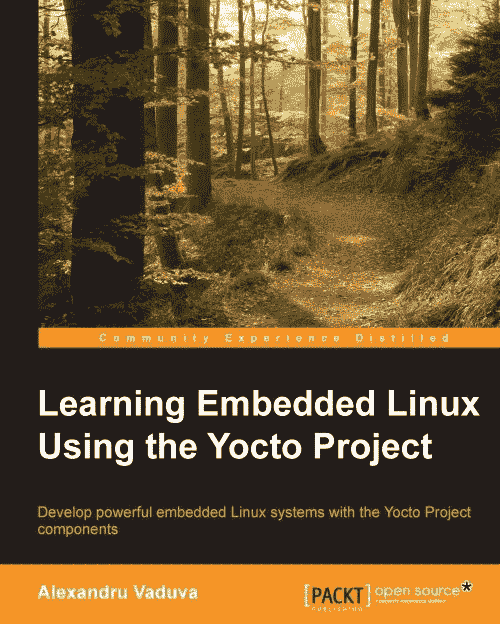 Community Experience Distilled
Learning Embedded Linux
Using the Yocto Project
Develop powerful embedded Linux systems with the Yocto Project
components
Alexandru Vaduva
[PACKT] open source*
PUBLISHING